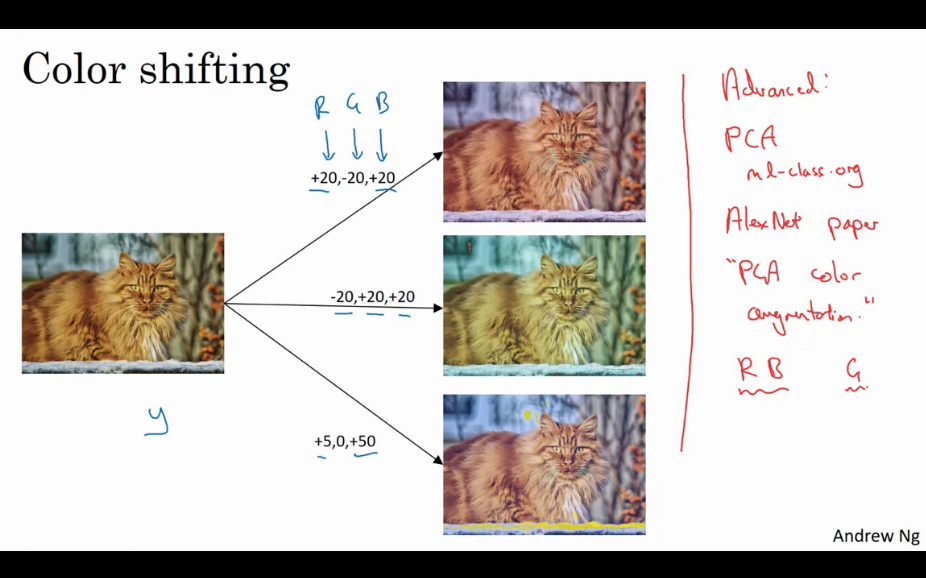 Color shifting
R G B
+20,-20,+20
-20,+20,+20
+5,0,+50
y
Advanced:
PCA
ml-class.org
AlexNet paper
"PCA color
augmentation."
R B G
Andrew Ng